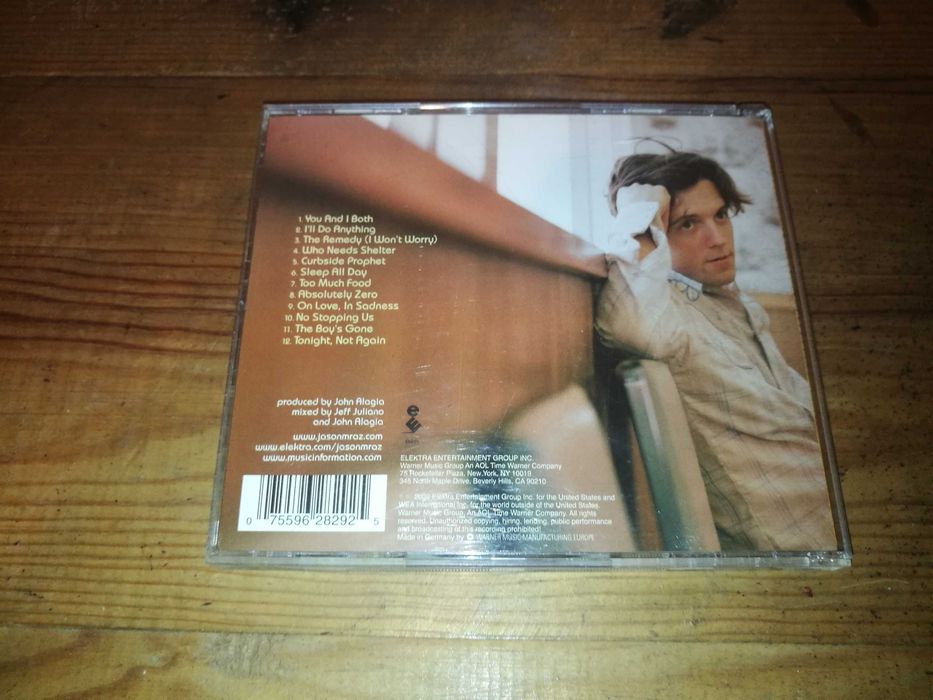 1. You And I Both
2. I'll Do Anything
3. The Remedy (I Won't Worry)
4. Who Needs Shelter
5. Curbside Prophet
6. Sleep All Day
7. Too Much Food
8. Absolutely Zero
9. On Love, In Sadness
10. No Stopping Us
11. The Boy's Gone
12. Tonight, Not Again
produced by John Alagia
mixed by Jeff Juliano
and John Alagia
www.jasonmraz.com
www.elektra.com/jasonmraz
www.musicinformation.com
0 75596 28292 5
ELEKTRA ENTERTAINMENT GROUP INC.
Warner Music Group An AOL Time Warner Company
75 Rockefeller Plaza, New York, NY 10019
345 North Maple Drive, Beverly Hills, CA 90210
Elektra Entertainment Group Inc. for the United States and
WEA International Inc. for the world outside of the United States.
Warner Music Group, An AOL Time Warner Company. All rights
reserved. Unauthorized copying, hiring, lending, public performance
and broadcasting of this recording prohibited!
Made in Germany by WARNER MUSIC MANUFACTURING EUROPE